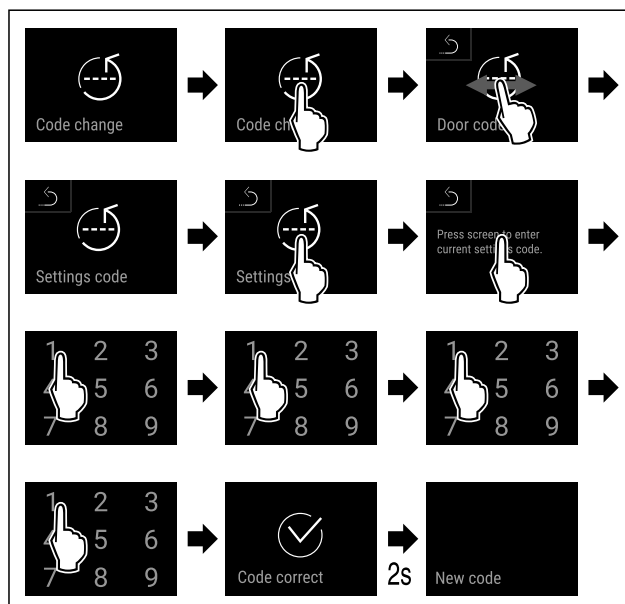 Code change
Code ch
Door code
Settings code
Settings
Press screen to enter
current settings code.
1 2 3
4 5 6
7 8 9
1 2 3
4 5 6
7 8 9
1 2 3
4 5 6
7 8 9
1 2 3
4 5 6
7 8 9
Code correct
2s
New code